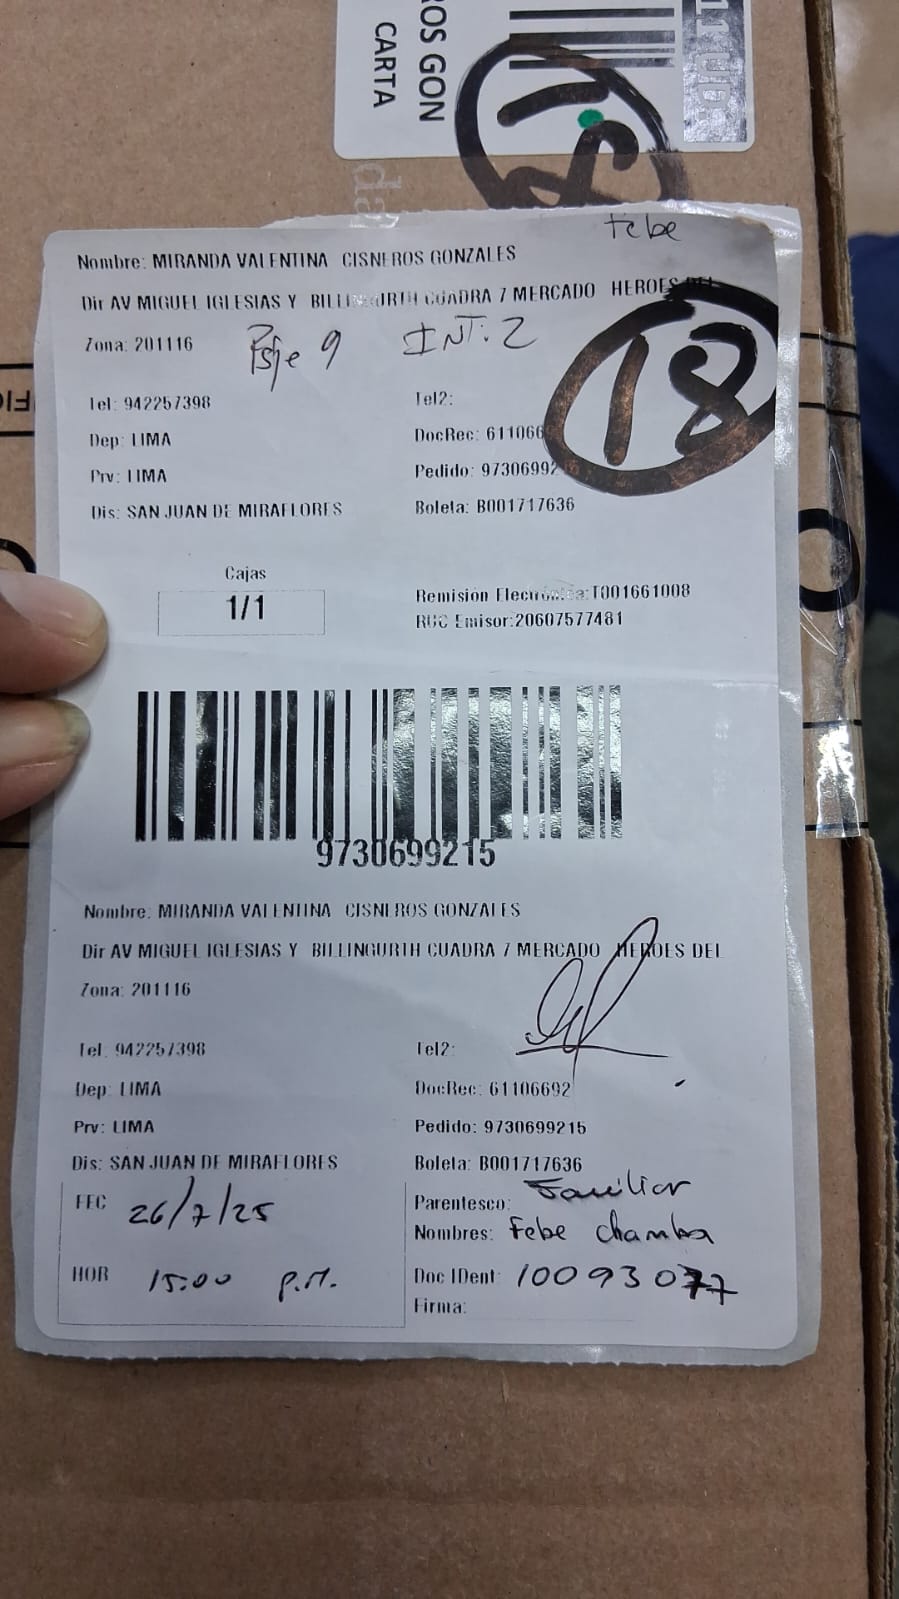 ROS GON
CARTA
18
Febe
Nombre: MIRANDA VALENTINA CISNEROS GONZALES
Dir AV MIGUEL IGLESIAS Y BILLINGURTH CUADRA 7 MERCADO HEROES DEL
Zona: 201116 Psje 9 INT: 2
18
Tel: 942257398 Tel2:
Dep: LIMA DocRec: 611066
Prv: LIMA Pedido: 97306992
Dis: SAN JUAN DE MIRAFLORES Boleta: B001717636
Cajas
1/1
Remisión Electrónica:T001661008
RUC Emisor:20607577481
9730699215
Nombre: MIRANDA VALENTINA CISNEROS GONZALES
Dir AV MIGUEL IGLESIAS Y BILLINGURTH CUADRA 7 MERCADO HEROES DEL
Zona: 201116
Tel: 942257398 Tel2:
Dep: LIMA DocRec: 61106692
Prv: LIMA Pedido: 9730699215
Dis: SAN JUAN DE MIRAFLORES Boleta: B001717636
FEC 26/7/25
Parentesco: Familiar
Nombres: Febe Chamba
HOR 15:00 P.M.
Doc IDent: 10093077
Firma: